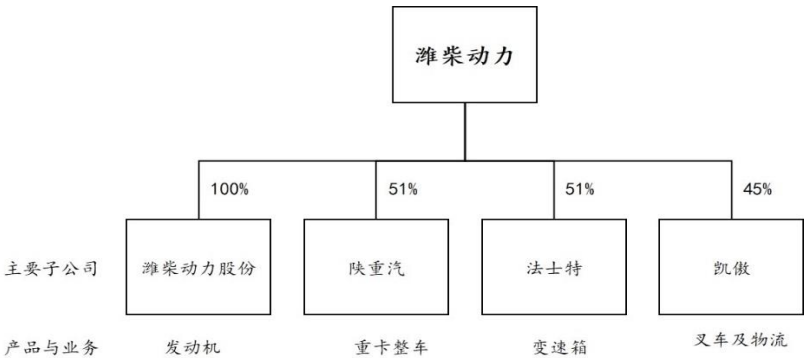 潍柴动力
100% 51% 51% 45%
主要子公司 潍柴动力股份 陕重汽 法士特 凯傲
产品与业务 发动机 重卡整车 变速箱 叉车及物流